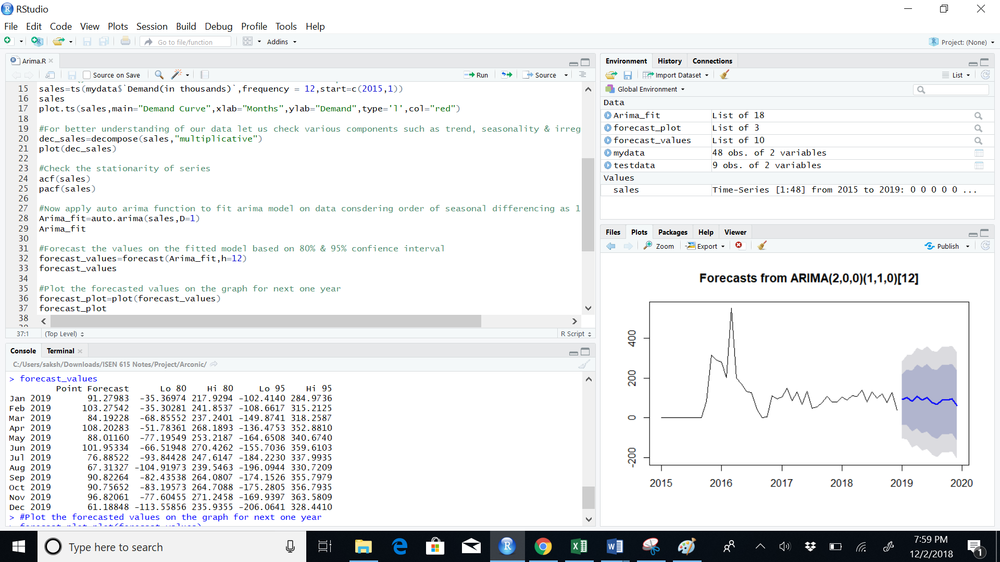 RStudio
File Edit Code View Plots Session Build Debug Profile Tools Help
Go to file/function Addins Project: (None)
Arima.R
Source on Save Run Source
15 sales=ts(mydata$`Demand(in thousands)`,frequency = 12,start=c(2015,1))
16 sales
17 plot.ts(sales,main="Demand Curve",xlab="Months",ylab="Demand",type='l',col="red")
18
19 #For better understanding of our data let us check various components such as trend, seasonality & irreg
20 dec_sales=decompose(sales,"multiplicative")
21 plot(dec_sales)
22
23 #Check the stationarity of series
24 acf(sales)
25 pacf(sales)
26
27 #Now apply auto arima function to fit arima model on data consdering order of seasonal differencing as 1
28 Arima_fit=auto.arima(sales,D=1)
29 Arima_fit
30
31 #Forecast the values on the fitted model based on 80% & 95% confience interval
32 forecast_values=forecast(Arima_fit,h=12)
33 forecast_values
34
35 #Plot the forecasted values on the graph for next one year
36 forecast_plot=plot(forecast_values)
37 forecast_plot
38
37:1 (Top Level) R Script
Console Terminal
C:/Users/saksh/Downloads/ISEN 615 Notes/Project/Arconic/
> forecast_values
Point Forecast Lo 80 Hi 80 Lo 95 Hi 95
Jan 2019 91.27983 -35.36974 217.9294 -102.4140 284.9736
Feb 2019 103.27542 -35.30281 241.8537 -108.6617 315.2125
Mar 2019 84.19228 -68.85552 237.2401 -149.8741 318.2587
Apr 2019 108.20283 -51.78361 268.1893 -136.4753 352.8810
May 2019 88.01160 -77.19549 253.2187 -164.6508 340.6740
Jun 2019 101.95334 -66.51948 270.4262 -155.7036 359.6103
Jul 2019 76.88522 -93.84428 247.6147 -184.2230 337.9935
Aug 2019 67.31327 -104.91973 239.5463 -196.0944 330.7209
Sep 2019 90.82264 -82.43538 264.0807 -174.1526 355.7979
Oct 2019 90.75652 -83.19573 264.7088 -175.2805 356.7935
Nov 2019 96.82061 -77.60455 271.2458 -169.9397 363.5809
Dec 2019 61.18848 -113.55856 235.9355 -206.0641 328.4410
> #Plot the forecasted values on the graph for next one year
Environment History Connections
Import Dataset List
Global Environment
Data
Arima_fit List of 18
forecast_plot List of 3
forecast_values List of 10
mydata 48 obs. of 2 variables
testdata 9 obs. of 2 variables
Values
sales Time-Series [1:48] from 2015 to 2019: 0 0 0 0 0 ...
Files Plots Packages Help Viewer
Zoom Export Publish
Forecasts from ARIMA(2,0,0)(1,1,0)[12]
400
200
0
-200
2015 2016 2017 2018 2019 2020
Type here to search
7:59 PM
12/2/2018
1